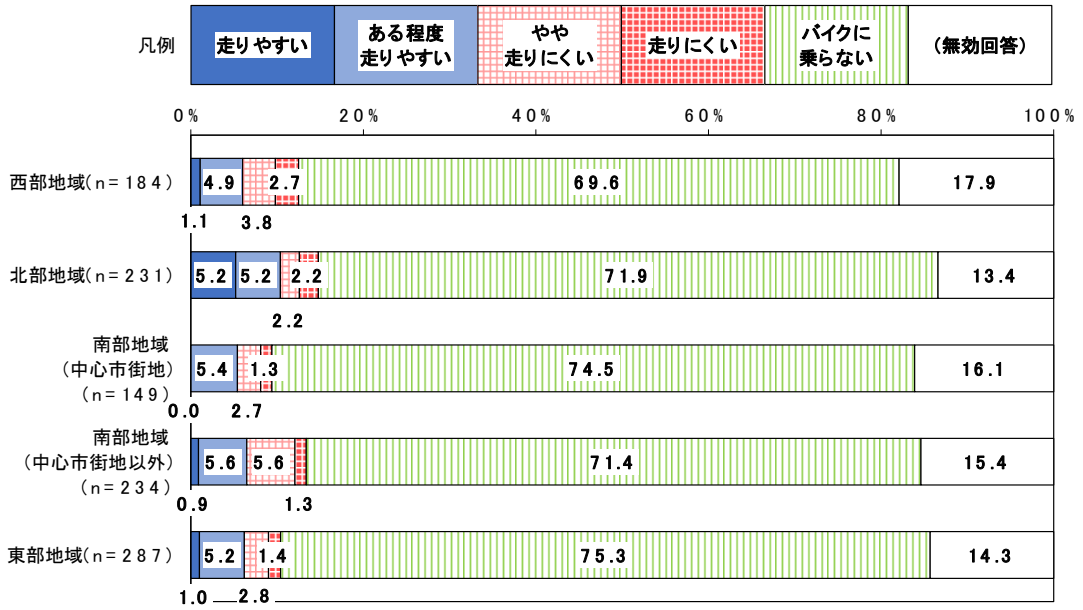 凡例
走りやすい
ある程度
走りやすい
やや
走りにくい
走りにくい
バイクに
乗らない
(無効回答)
0% 20% 40% 60% 80% 100%
西部地域(n=184) 4.9 2.7 69.6 17.9
1.1 3.8
北部地域(n=231) 5.2 5.2 2.2 71.9 13.4
2.2
南部地域
(中心市街地)
(n=149)
5.4 1.3 74.5 16.1
0.0 2.7
南部地域
(中心市街地以外)
(n=234)
5.6 5.6 71.4 15.4
0.9 1.3
東部地域(n=287) 5.2 1.4 75.3 14.3
1.0 2.8